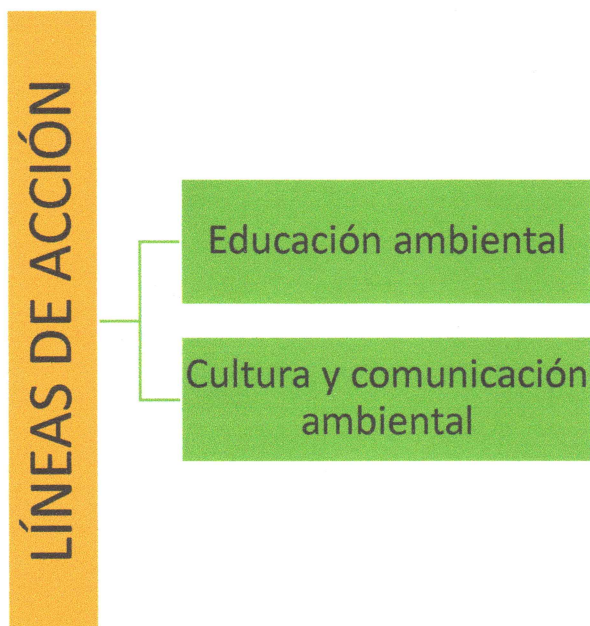 LÍNEAS DE ACCIÓN
Educación ambiental
Cultura y comunicación
ambiental